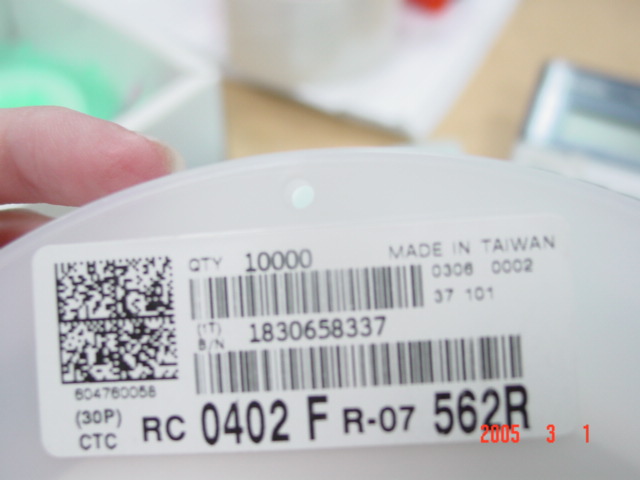 QTY 10000
MADE IN TAIWAN
0306 0002
37 101
(1T)
B/N 1830658337
604760058
(30P)
CTC
RC 0402 F R-07 562R
2005 3 1